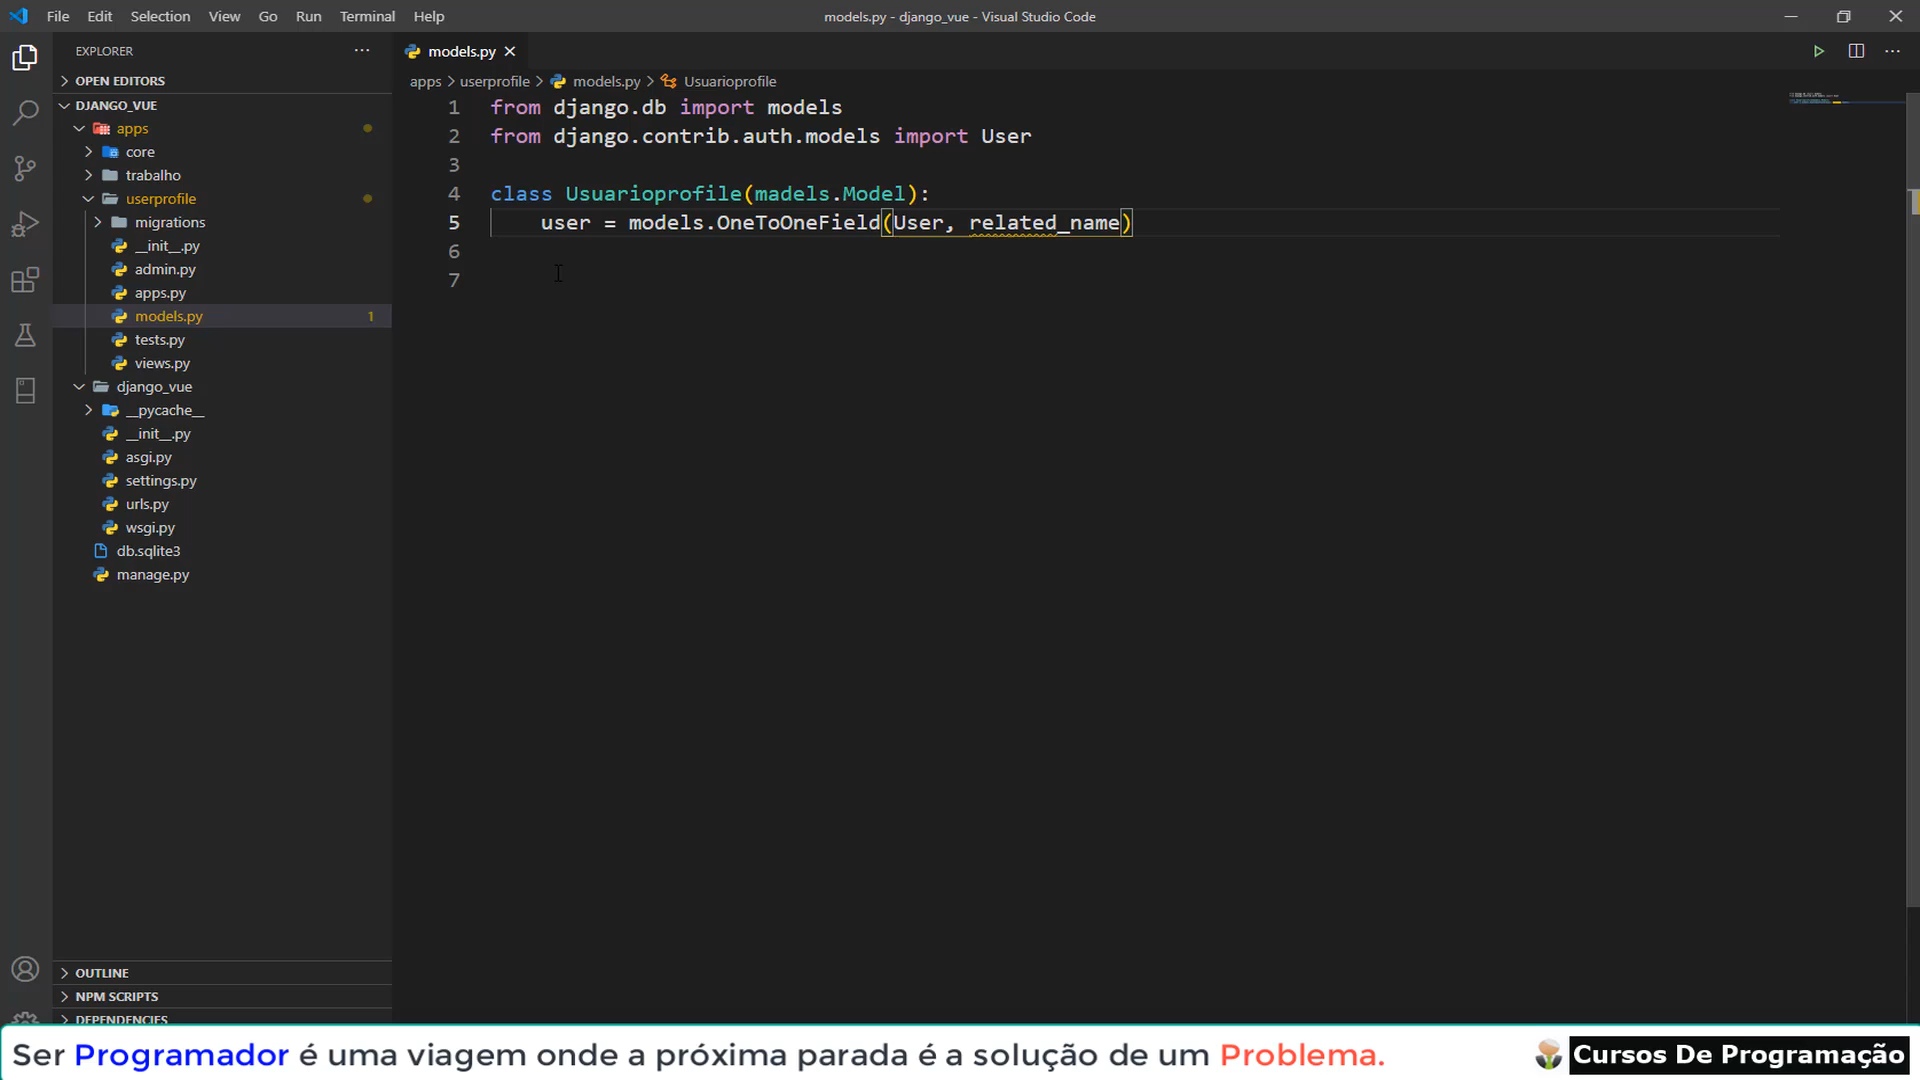 File Edit Selection View Go Run Terminal Help
models.py - django_vue - Visual Studio Code
EXPLORER
OPEN EDITORS
DJANGO_VUE
apps
core
trabalho
userprofile
migrations
__init__.py
admin.py
apps.py
models.py 1
tests.py
views.py
django_vue
__pycache__
__init__.py
asgi.py
settings.py
urls.py
wsgi.py
db.sqlite3
manage.py
OUTLINE
NPM SCRIPTS
DEPENDENCIES
models.py
apps > userprofile > models.py > Usuarioprofile
1 from django.db import models
2 from django.contrib.auth.models import User
3
4 class Usuarioprofile(madels.Model):
5 user = models.OneToOneField(User, related_name)
6
7
Ser Programador é uma viagem onde a próxima parada é a solução de um Problema.
Cursos De Programação